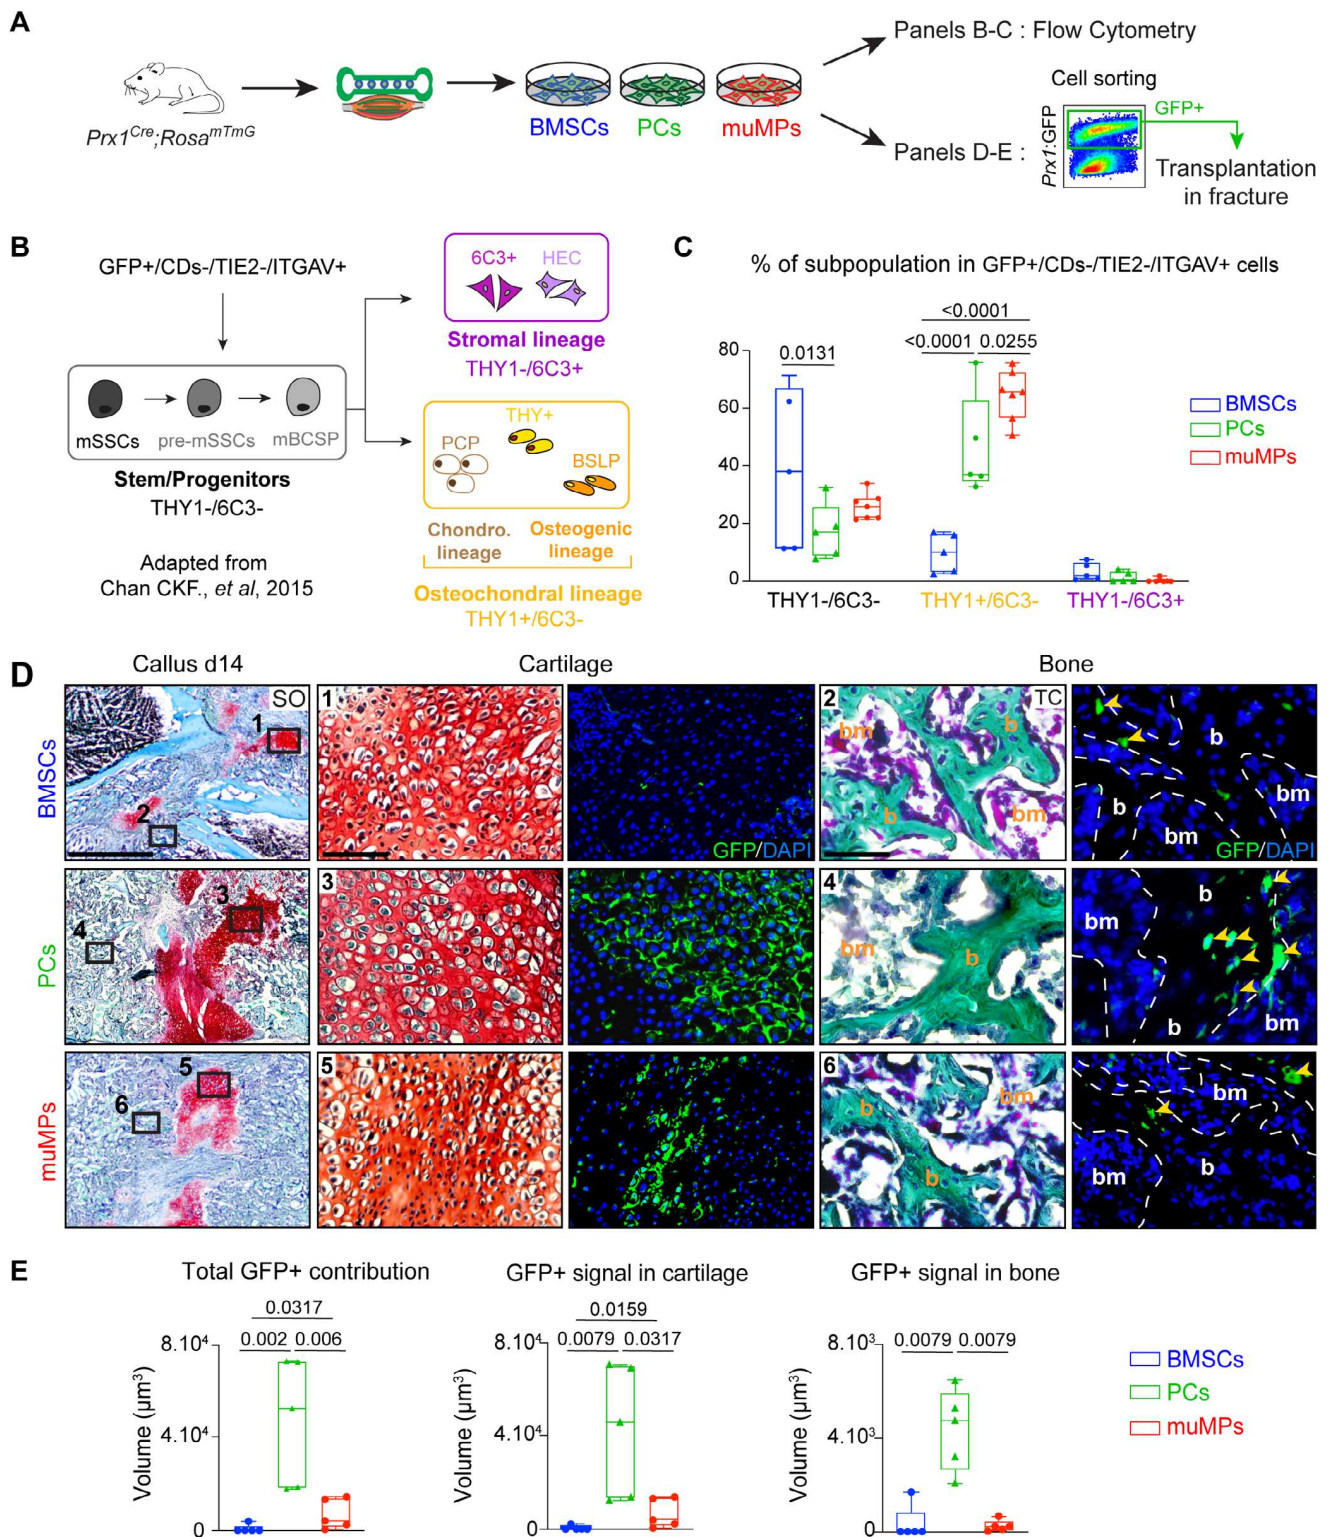 A
Prx1Cre;RosamTmG
BMSCs
PCs
muMPs
Panels B-C : Flow Cytometry
Panels D-E :
Cell sorting
Prx1:GFP
GFP+
Transplantation
in fracture
B
GFP+/CDs-/TIE2-/ITGAV+
mSSCs
pre-mSSCs
mBCSP
Stem/Progenitors
THY1-/6C3-
Adapted from
Chan CKF., et al, 2015
6C3+
HEC
Stromal lineage
THY1-/6C3+
THY+
PCP
BSLP
Chondro.
lineage
Osteogenic
lineage
Osteochondral lineage
THY1+/6C3-
C
% of subpopulation in GFP+/CDs-/TIE2-/ITGAV+ cells
<0.0001
<0.0001
0.0255
0.0131
80
60
40
20
0
THY1-/6C3-
THY1+/6C3-
THY1-/6C3+
BMSCs
PCs
muMPs
D
Callus d14
Cartilage
Bone
BMSCs
SO
1
2
1
GFP/DAPI
2
TC
bm
b
b
bm
b
b
bm
bm
GFP/DAPI
PCs
3
4
3
4
bm
b
bm
b
b
bm
muMPs
5
6
5
6
b
bm
b
bm
bm
b
E
Total GFP+ contribution
0.0317
0.002
0.006
Volume (µm³)
8.10⁴
4.10⁴
0
GFP+ signal in cartilage
0.0159
0.0079
0.0317
Volume (µm³)
8.10⁴
4.10⁴
0
GFP+ signal in bone
0.0079
0.0079
Volume (µm³)
8.10³
4.10³
0
BMSCs
PCs
muMPs